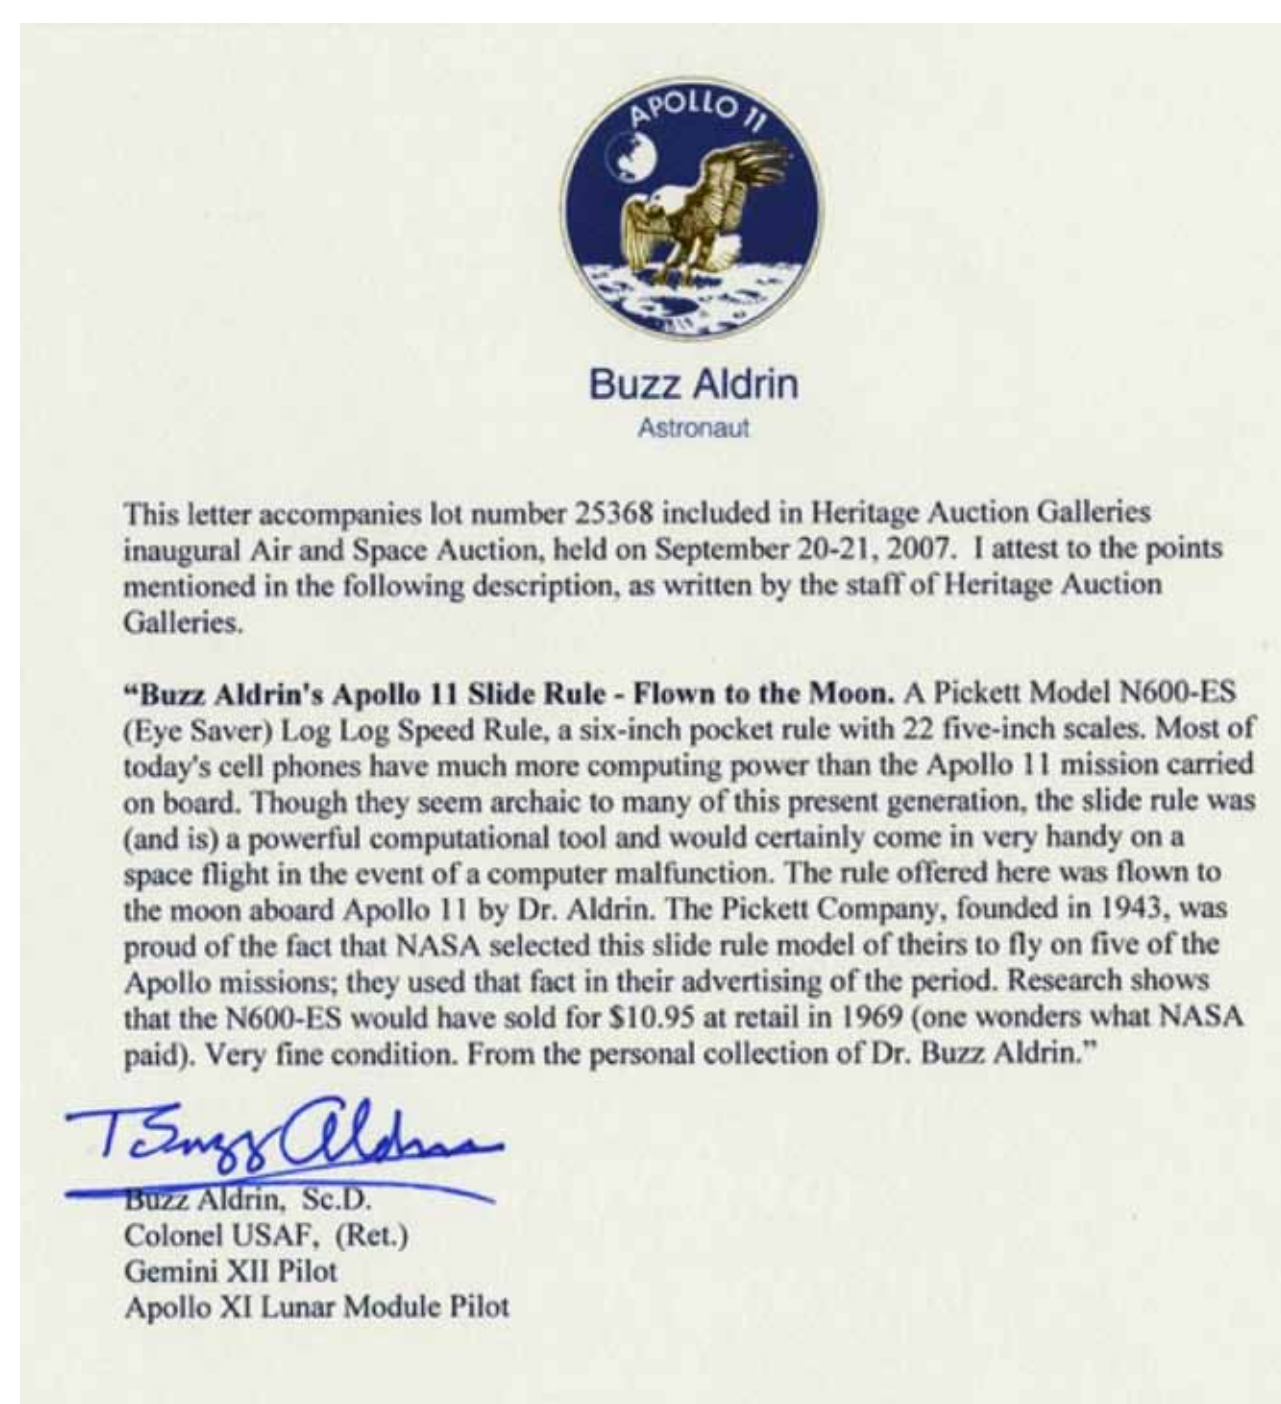 APOLLO 11
Buzz Aldrin
Astronaut
This letter accompanies lot number 25368 included in Heritage Auction Galleries
inaugural Air and Space Auction, held on September 20-21, 2007.  I attest to the points
mentioned in the following description, as written by the staff of Heritage Auction
Galleries.
“Buzz Aldrin's Apollo 11 Slide Rule - Flown to the Moon. A Pickett Model N600-ES
(Eye Saver) Log Log Speed Rule, a six-inch pocket rule with 22 five-inch scales. Most of
today's cell phones have much more computing power than the Apollo 11 mission carried
on board. Though they seem archaic to many of this present generation, the slide rule was
(and is) a powerful computational tool and would certainly come in very handy on a
space flight in the event of a computer malfunction. The rule offered here was flown to
the moon aboard Apollo 11 by Dr. Aldrin. The Pickett Company, founded in 1943, was
proud of the fact that NASA selected this slide rule model of theirs to fly on five of the
Apollo missions; they used that fact in their advertising of the period. Research shows
that the N600-ES would have sold for $10.95 at retail in 1969 (one wonders what NASA
paid). Very fine condition. From the personal collection of Dr. Buzz Aldrin.”
Buzz Aldrin
Buzz Aldrin,  Sc.D.
Colonel USAF,  (Ret.)
Gemini XII Pilot
Apollo XI Lunar Module Pilot